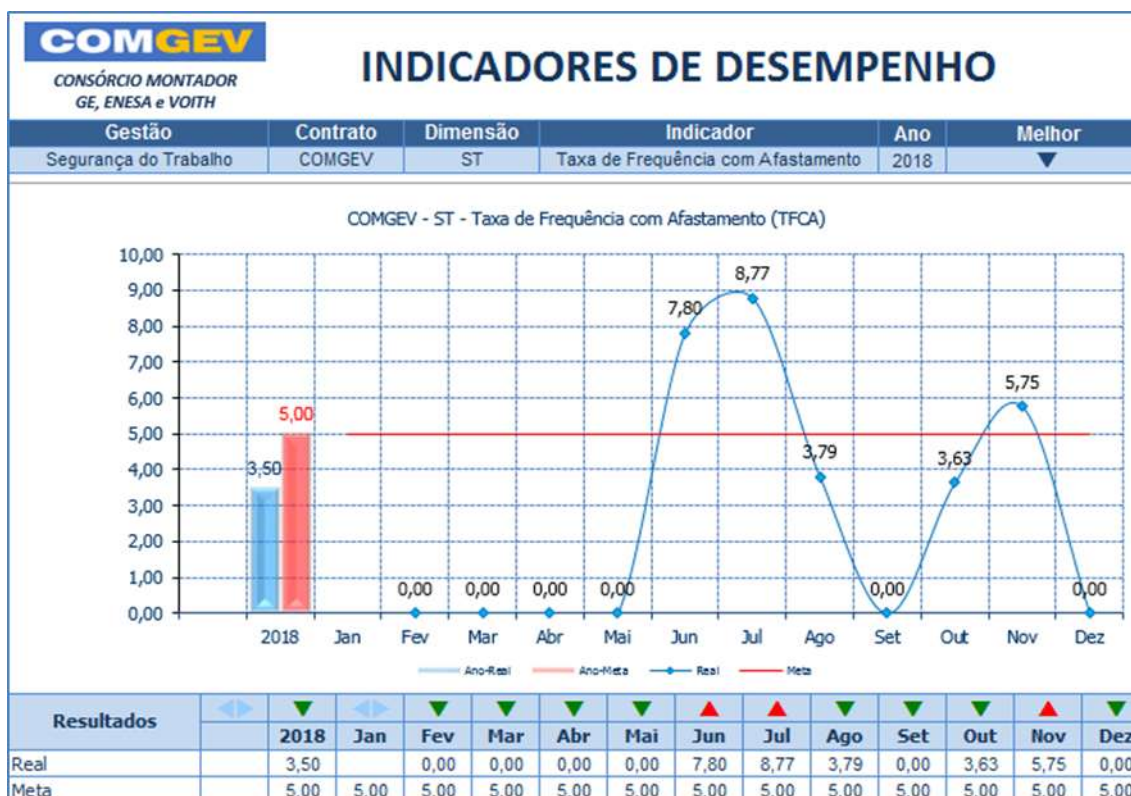 COMGEV
CONSÓRCIO MONTADOR
GE, ENESA e VOITH
INDICADORES DE DESEMPENHO
Gestão Contrato Dimensão Indicador Ano Melhor
Segurança do Trabalho COMGEV ST Taxa de Frequência com Afastamento 2018 ▼
COMGEV - ST - Taxa de Frequência com Afastamento (TFCA)
10,00
9,00
8,00
7,00
6,00
5,00
4,00
3,00
2,00
1,00
0,00
3,50 5,00 0,00 0,00 0,00 0,00 7,80 8,77 3,79 0,00 3,63 5,75 0,00
2018 Jan Fev Mar Abr Mai Jun Jul Ago Set Out Nov Dez
Ano-Real Ano-Meta Real Meta
Resultados 2018 Jan Fev Mar Abr Mai Jun Jul Ago Set Out Nov Dez
Real 3,50 0,00 0,00 0,00 0,00 7,80 8,77 3,79 0,00 3,63 5,75 0,00
Meta 5,00 5,00 5,00 5,00 5,00 5,00 5,00 5,00 5,00 5,00 5,00 5,00 5,00